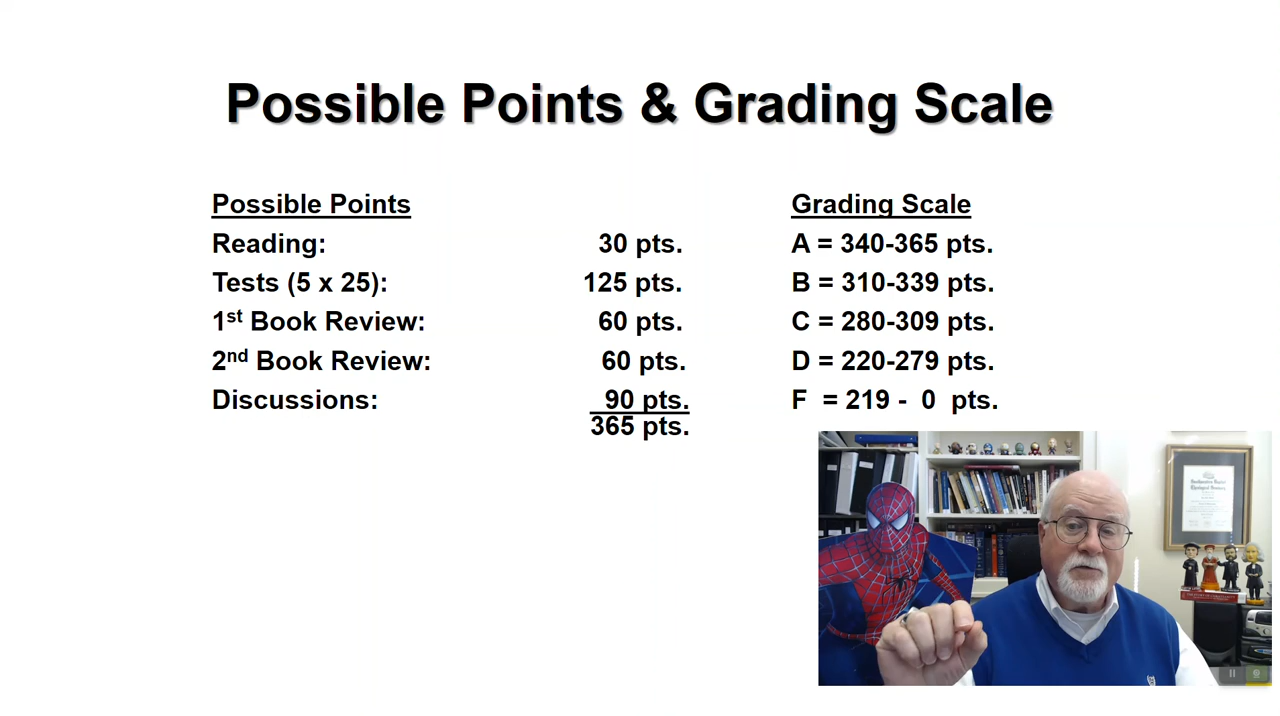 Possible Points & Grading Scale
Possible Points
Reading: 30 pts.
Tests (5 x 25): 125 pts.
1st Book Review: 60 pts.
2nd Book Review: 60 pts.
Discussions: 90 pts.
365 pts.
Grading Scale
A = 340-365 pts.
B = 310-339 pts.
C = 280-309 pts.
D = 220-279 pts.
F = 219 - 0 pts.